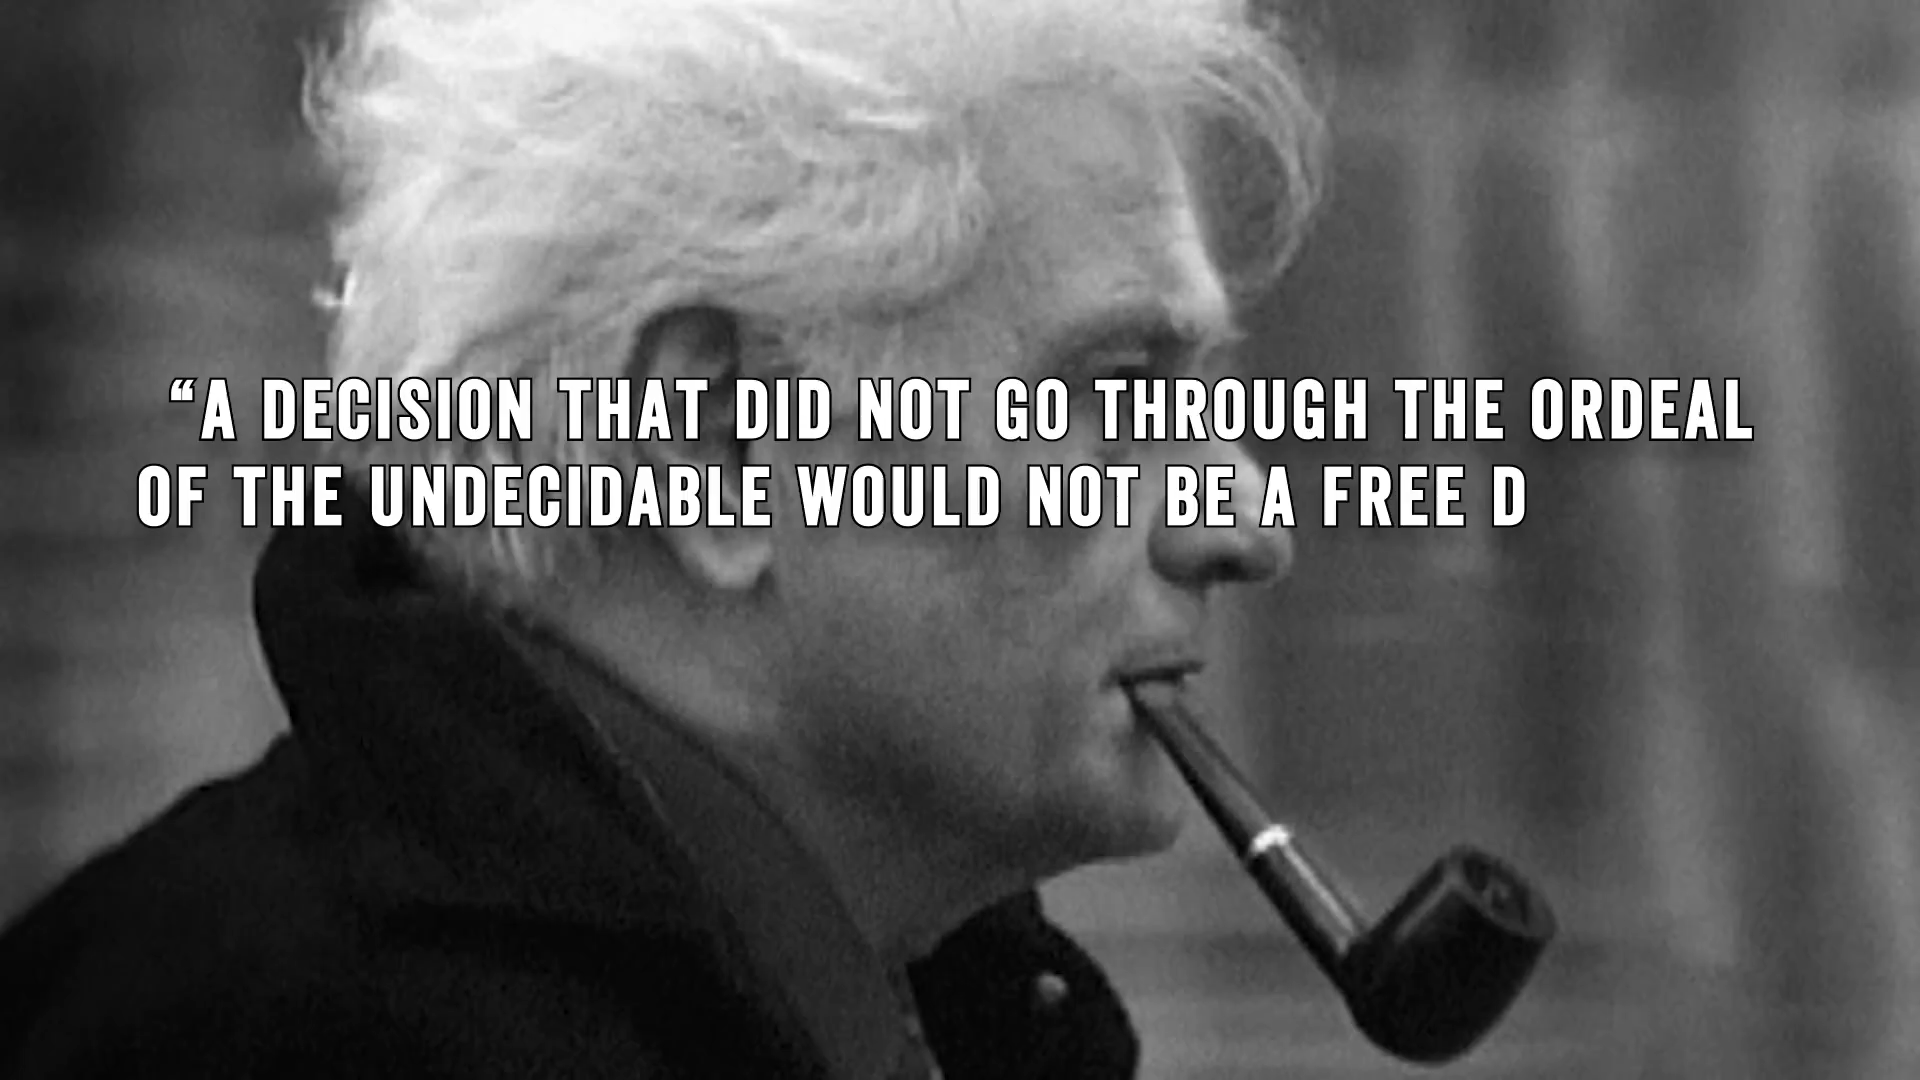 “A DECISION THAT DID NOT GO THROUGH THE ORDEAL
OF THE UNDECIDABLE WOULD NOT BE A FREE D